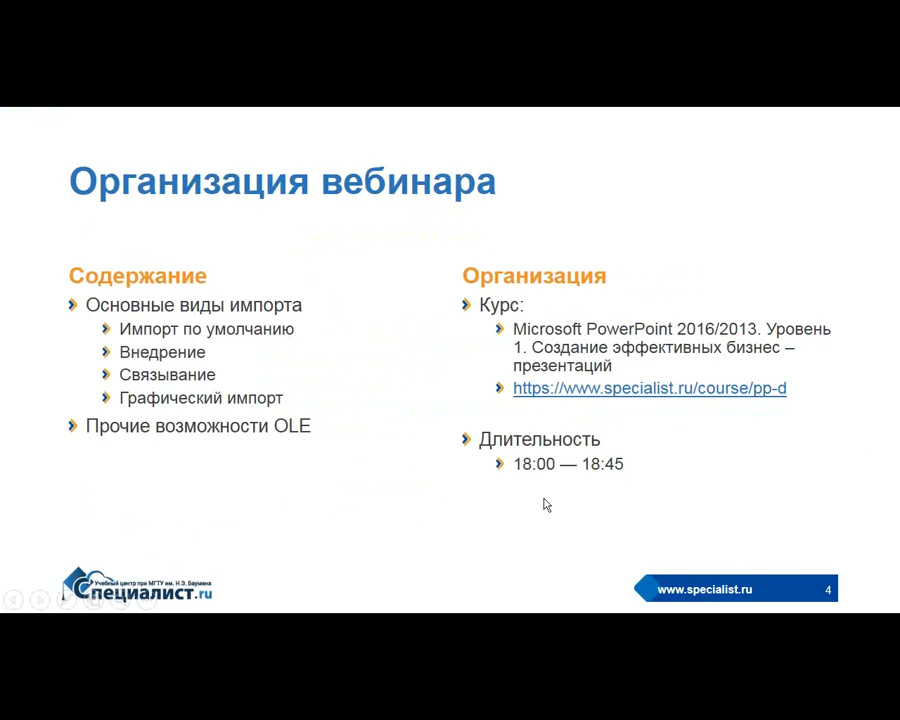 Организация вебинара
Содержание
Основные виды импорта
Импорт по умолчанию
Внедрение
Связывание
Графический импорт
Прочие возможности OLE
Организация
Курс:
Microsoft PowerPoint 2016/2013. Уровень
1. Создание эффективных бизнес –
презентаций
https://www.specialist.ru/course/pp-d
Длительность
18:00 — 18:45
Учебный центр при МГТУ им. Н.Э. Баумана
Специалист.ru
www.specialist.ru
4